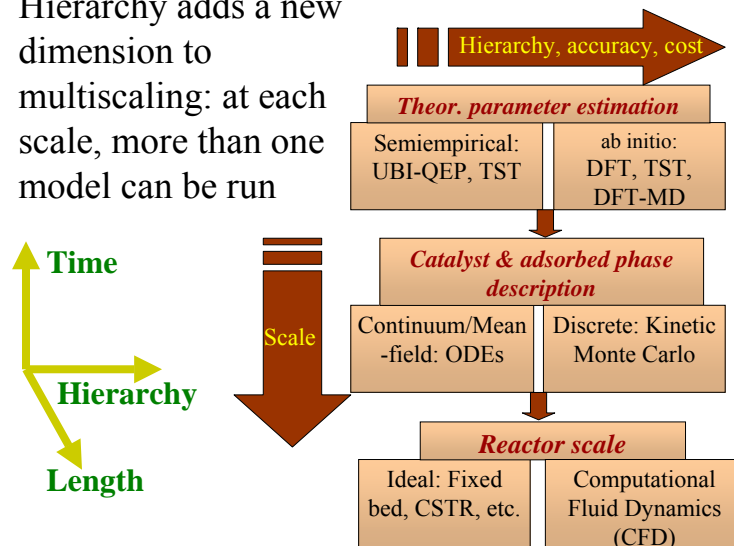 Hierarchy adds a new
dimension to
multiscaling: at each
scale, more than one
model can be run
Hierarchy, accuracy, cost
Theor. parameter estimation
Semiempirical:
UBI-QEP, TST
ab initio:
DFT, TST,
DFT-MD
Catalyst & adsorbed phase
description
Continuum/Mean
-field: ODEs
Discrete: Kinetic
Monte Carlo
Reactor scale
Ideal: Fixed
bed, CSTR, etc.
Computational
Fluid Dynamics
(CFD)
Scale
Time
Hierarchy
Length